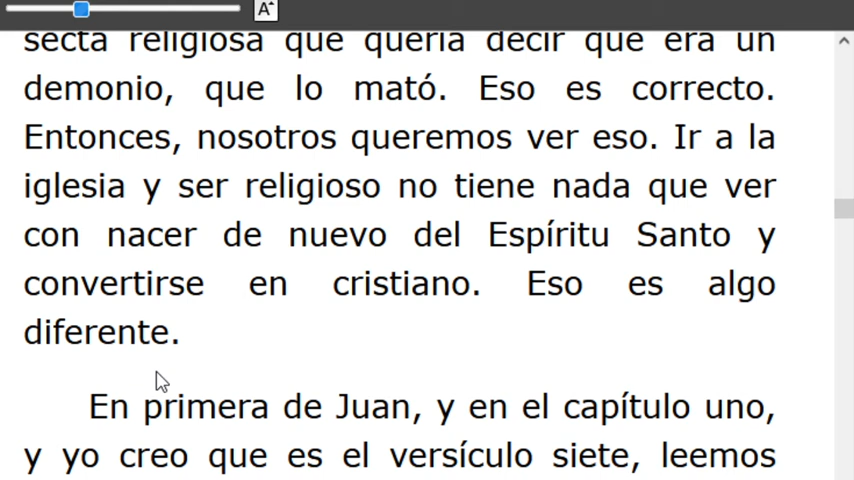 A
secta religiosa que quería decir que era un
demonio, que lo mató. Eso es correcto.
Entonces, nosotros queremos ver eso. Ir a la
iglesia y ser religioso no tiene nada que ver
con nacer de nuevo del Espíritu Santo y
convertirse en cristiano. Eso es algo
diferente.
En primera de Juan, y en el capítulo uno,
y yo creo que es el versículo siete, leemos